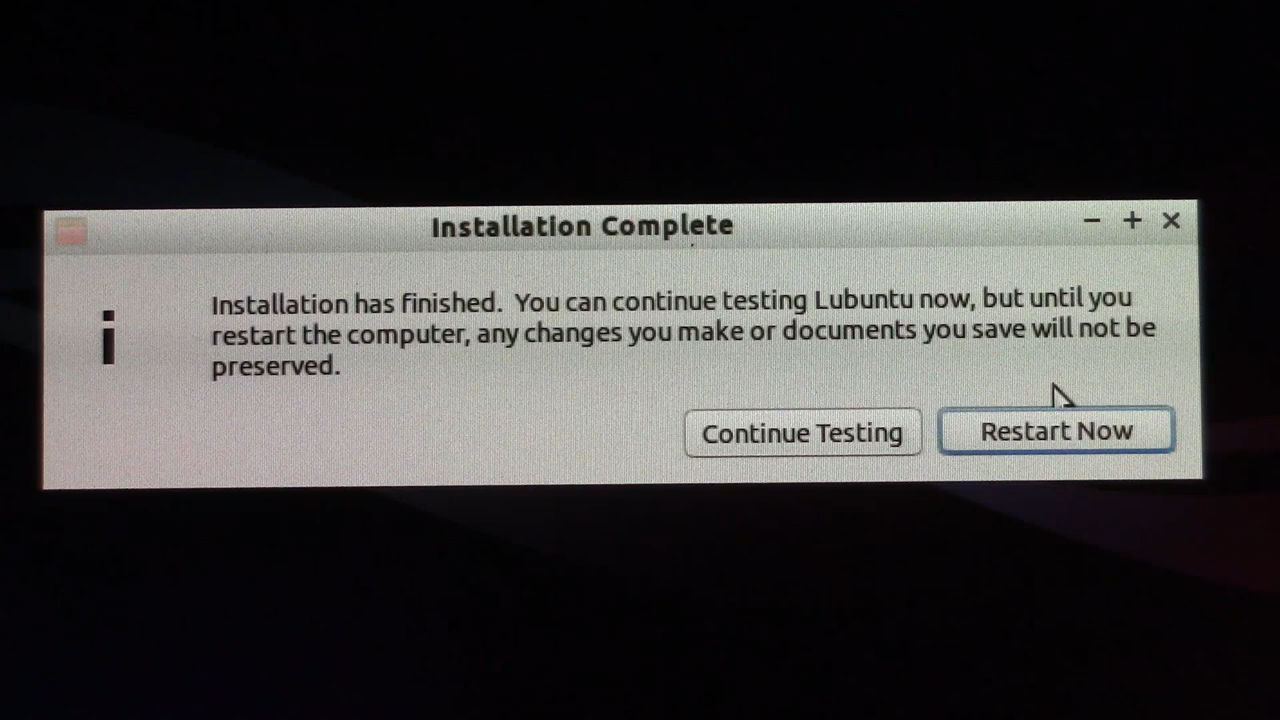 Installation Complete
Installation has finished.  You can continue testing Lubuntu now, but until you
restart the computer, any changes you make or documents you save will not be
preserved.
Continue Testing
Restart Now